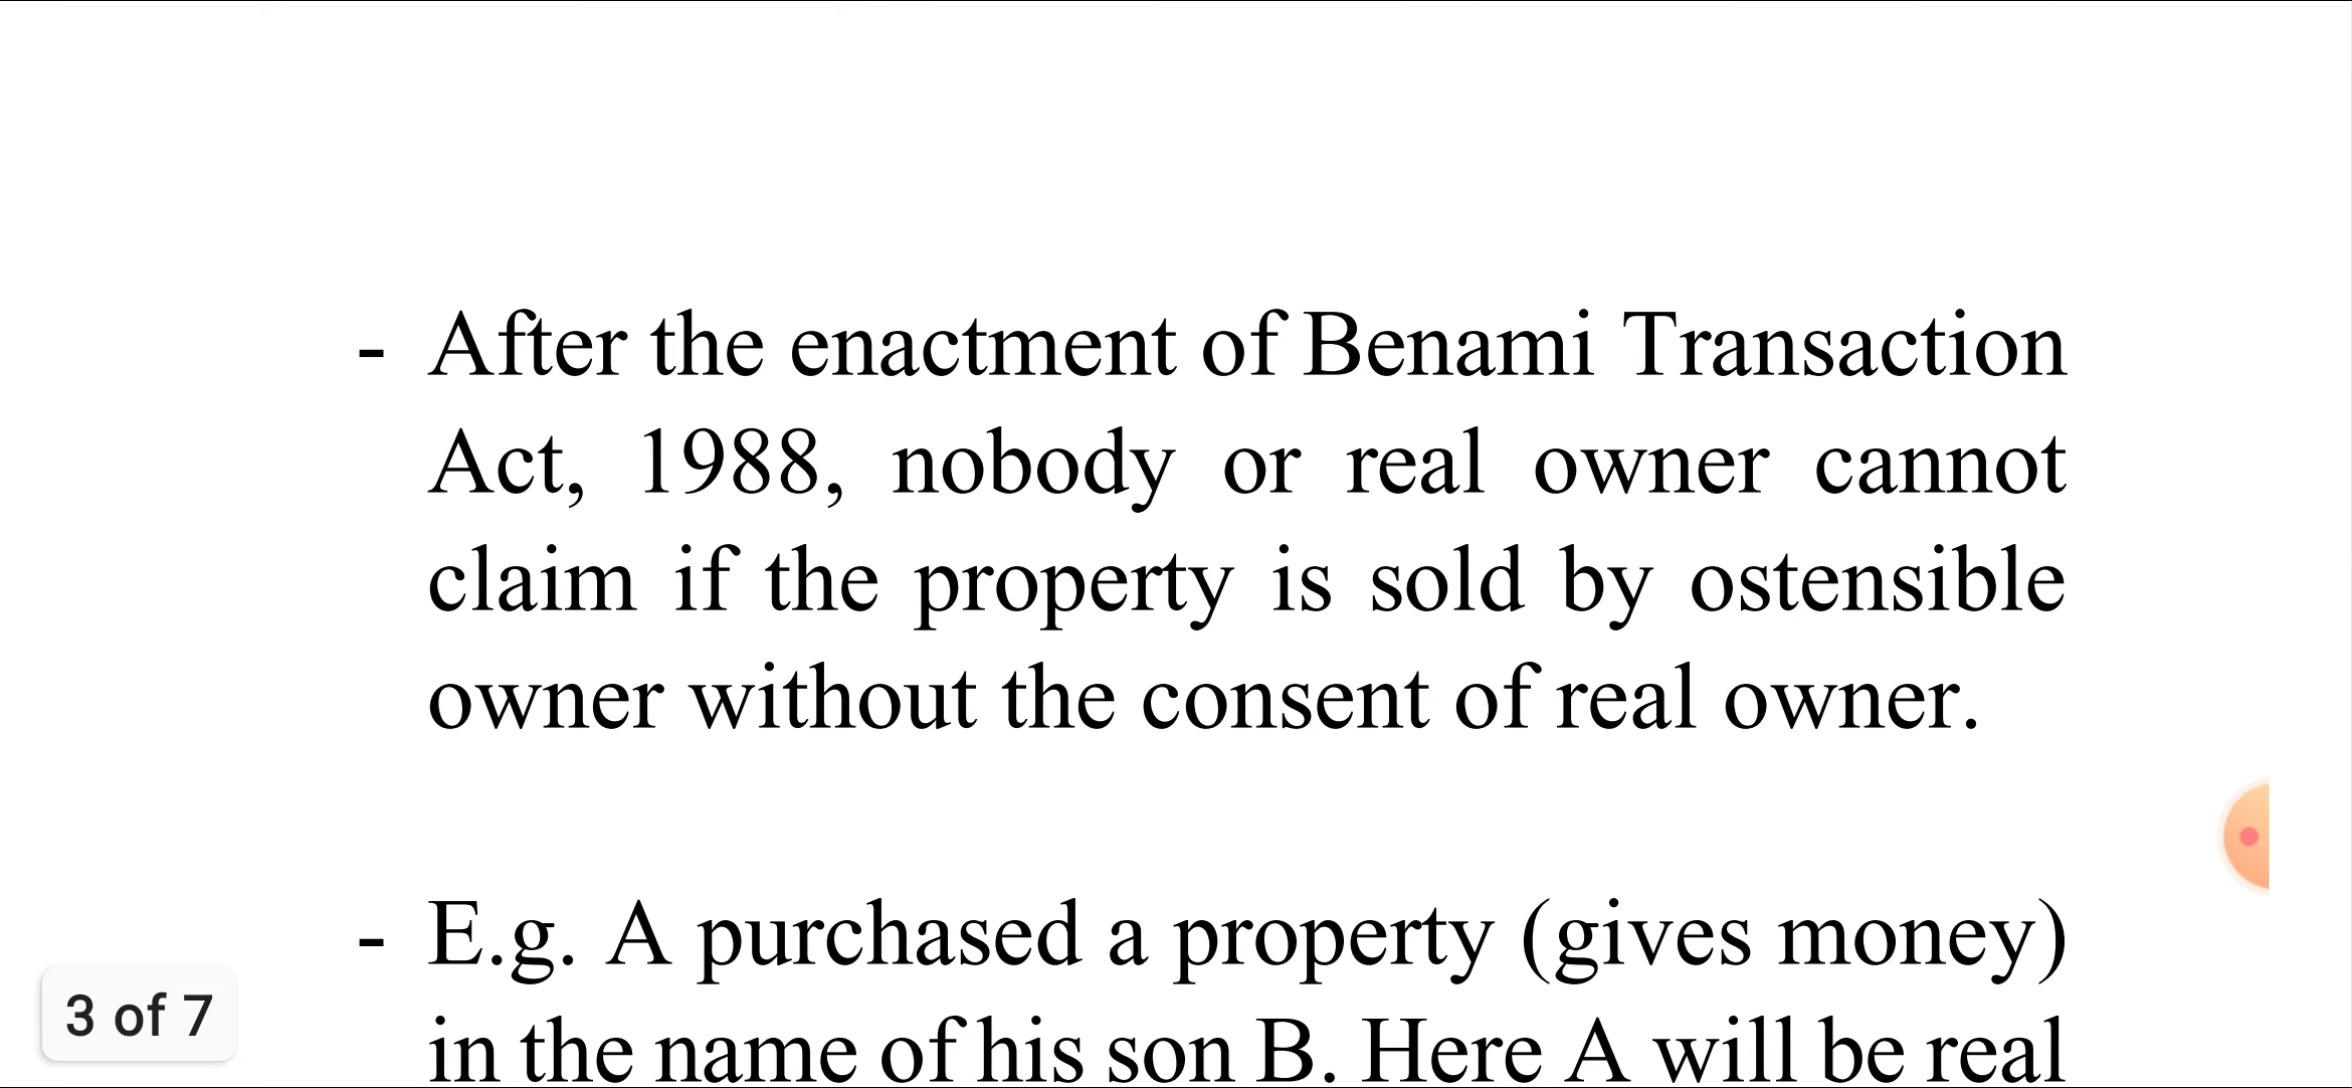 - After the enactment of Benami Transaction
Act, 1988, nobody or real owner cannot
claim if the property is sold by ostensible
owner without the consent of real owner.
- E.g. A purchased a property (gives money)
in the name of his son B. Here A will be real
3 of 7